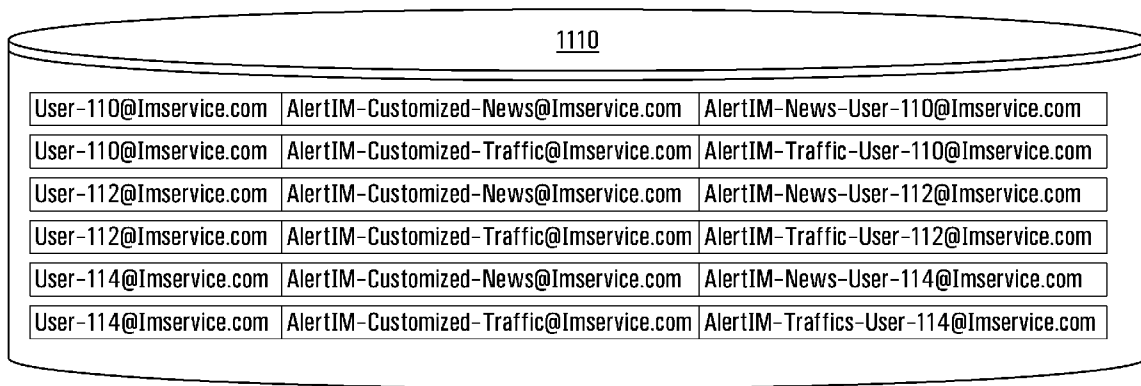 1110
User-110@Imservice.com AlertIM-Customized-News@Imservice.com AlertIM-News-User-110@Imservice.com
User-110@Imservice.com AlertIM-Customized-Traffic@Imservice.com AlertIM-Traffic-User-110@Imservice.com
User-112@Imservice.com AlertIM-Customized-News@Imservice.com AlertIM-News-User-112@Imservice.com
User-112@Imservice.com AlertIM-Customized-Traffic@Imservice.com AlertIM-Traffic-User-112@Imservice.com
User-114@Imservice.com AlertIM-Customized-News@Imservice.com AlertIM-News-User-114@Imservice.com
User-114@Imservice.com AlertIM-Customized-Traffic@Imservice.com AlertIM-Traffics-User-114@Imservice.com